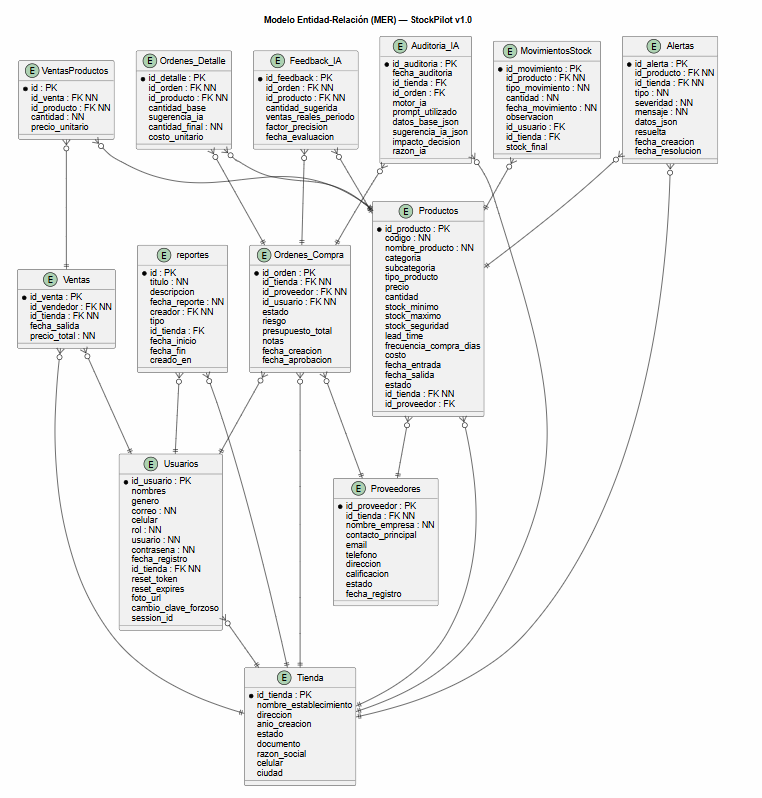 Modelo Entidad-Relación (MER) — StockPilot v1.0
E VentasProductos
id : PK
id_venta : FK NN
id_producto : FK NN
cantidad : NN
precio_unitario
E Ordenes_Detalle
id_detalle : PK
id_orden : FK NN
id_producto : FK NN
cantidad_base
sugerencia_ia
cantidad_final : NN
costo_unitario
E Feedback_IA
id_feedback : PK
id_orden : FK NN
id_producto : FK NN
cantidad_sugerida
ventas_reales_periodo
factor_precision
fecha_evaluacion
E Auditoria_IA
id_auditoria : PK
fecha_auditoria
id_tienda : FK
id_orden : FK
motor_ia
prompt_utilizado
datos_base_json
sugerencia_ia_json
impacto_decision
razon_ia
E MovimientosStock
id_movimiento : PK
id_producto : FK NN
tipo_movimiento : NN
cantidad : NN
fecha_movimiento : NN
observacion
id_usuario : FK
id_tienda : FK
stock_final
E Alertas
id_alerta : PK
id_producto : FK NN
id_tienda : FK NN
tipo : NN
severidad : NN
mensaje : NN
datos_json
resuelta
fecha_creacion
fecha_resolucion
E Ventas
id_venta : PK
id_vendedor : FK NN
id_tienda : FK NN
fecha_salida
precio_total : NN
E reportes
id : PK
titulo : NN
descripcion
fecha_reporte : NN
creador : FK NN
tipo
id_tienda : FK
fecha_inicio
fecha_fin
creado_en
E Ordenes_Compra
id_orden : PK
id_tienda : FK NN
id_proveedor : FK NN
id_usuario : FK NN
estado
riesgo
presupuesto_total
notas
fecha_creacion
fecha_aprobacion
E Productos
id_producto : PK
codigo : NN
nombre_producto : NN
categoria
subcategoria
tipo_producto
precio
cantidad
stock_minimo
stock_maximo
stock_seguridad
lead_time
frecuencia_compra_dias
costo
fecha_entrada
fecha_salida
estado
id_tienda : FK NN
id_proveedor : FK
E Usuarios
id_usuario : PK
nombres
genero
correo : NN
celular
rol : NN
usuario : NN
contrasena : NN
fecha_registro
id_tienda : FK NN
reset_token
reset_expires
foto_url
cambio_clave_forzoso
session_id
E Proveedores
id_proveedor : PK
id_tienda : FK NN
nombre_empresa : NN
contacto_principal
email
telefono
direccion
calificacion
estado
fecha_registro
E Tienda
id_tienda : PK
nombre_establecimiento
direccion
anio_creacion
estado
documento
razon_social
celular
ciudad